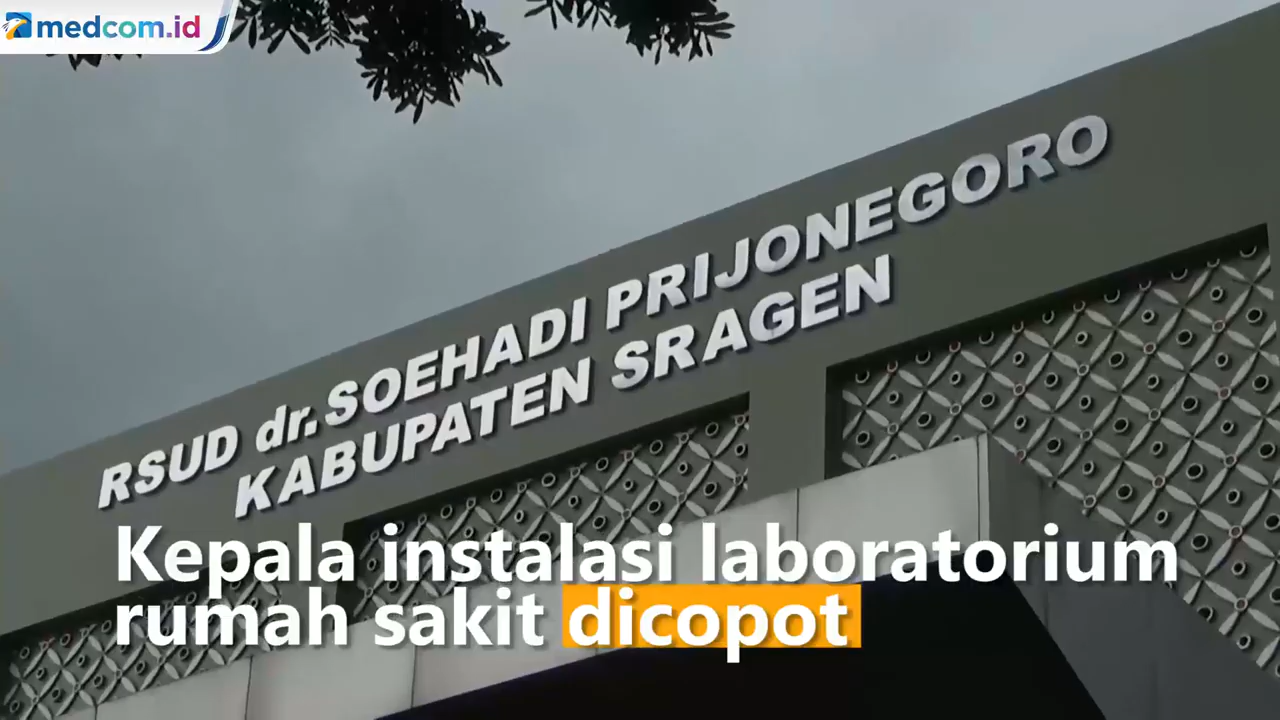 medcom.id
RSUD dr.SOEHADI PRIJONEGORO
KABUPATEN SRAGEN
Kepala instalasi laboratorium
rumah sakit dicopot